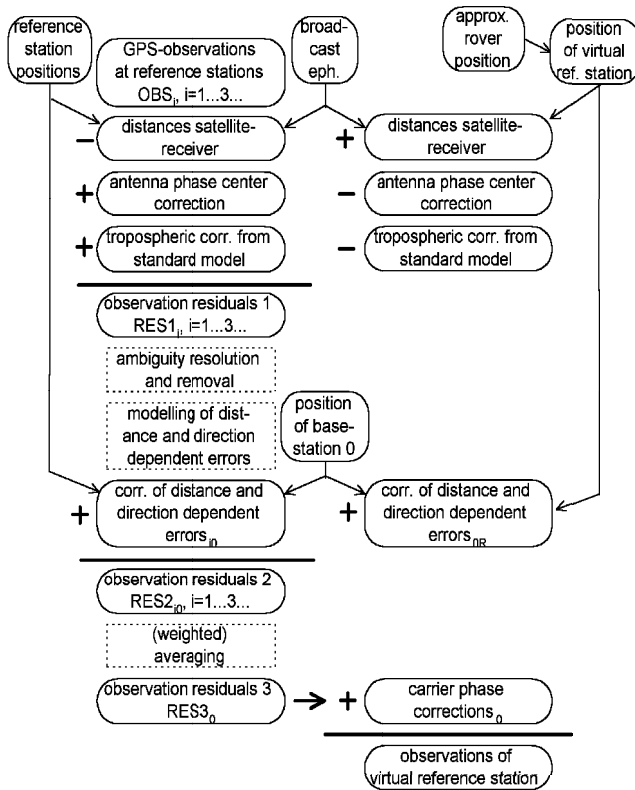 reference
station
positions
GPS-observations
at reference stations
OBSi, i=1...3...
broad-
cast
eph.
approx.
rover
position
position
of virtual
ref. station
− distances satellite-
receiver
+ distances satellite-
receiver
+ antenna phase center
correction
− antenna phase center
correction
+ tropospheric corr. from
standard model
− tropospheric corr. from
standard model
observation residuals 1
RES1i, i=1...3...
ambiguity resolution
and removal
modelling of dist-
ance and direction
dependent errors
position
of base-
station 0
+ corr. of distance and
direction dependent
errorsi0
+ corr. of distance and
direction dependent
errors0R
observation residuals 2
RES2i0, i=1...3...
(weighted)
averaging
observation residuals 3
RES30
+ carrier phase
corrections0
observations of
virtual reference station